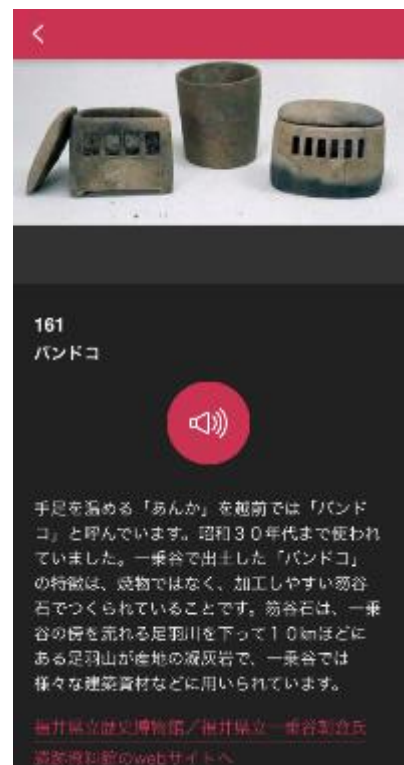 161
バンドコ
手足を温める「あんか」を越前では「バンド
コ」と呼んでいます。昭和30年代まで使われ
ていました。一乗谷で出土した「バンドコ」
の特徴は、焼物ではなく、加工しやすい笏谷
石でつくられていることです。笏谷石は、一乗
谷の傍を流れる足羽川を下って10㎞ほどに
ある足羽山が産地の凝灰岩で、一乗谷では
様々な建築資材などに用いられています。
福井県立歴史博物館／福井県立一乗谷朝倉氏
遺跡資料館のwebサイトへ